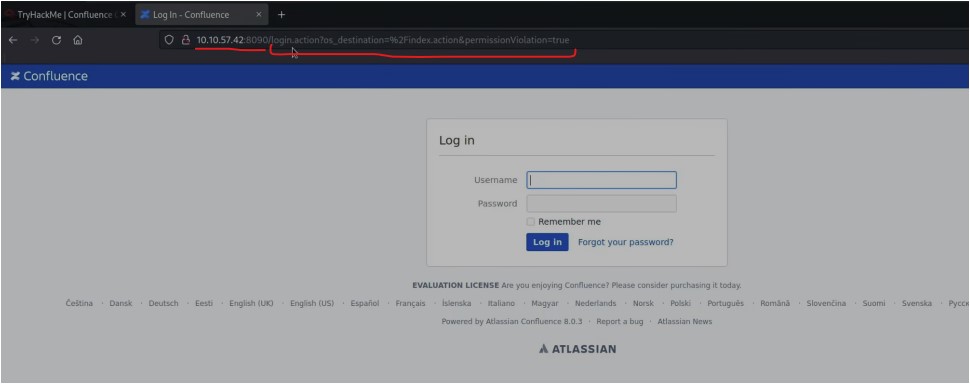 TryHackMe | Confluence
Log In - Confluence
10.10.57.42:8090/login.action?os_destination=%2Findex.action&permissionViolation=true
Confluence
Log in
Username
Password
Remember me
Log in Forgot your password?
EVALUATION LICENSE Are you enjoying Confluence? Please consider purchasing it today.
Čeština · Dansk · Deutsch · Eesti · English (UK) · English (US) · Español · Français · Íslenska · Italiano · Magyar · Nederlands · Norsk · Polski · Português · Română · Slovenčina · Suomi · Svenska · Русск
Powered by Atlassian Confluence 8.0.3 · Report a bug · Atlassian News
ATLASSIAN